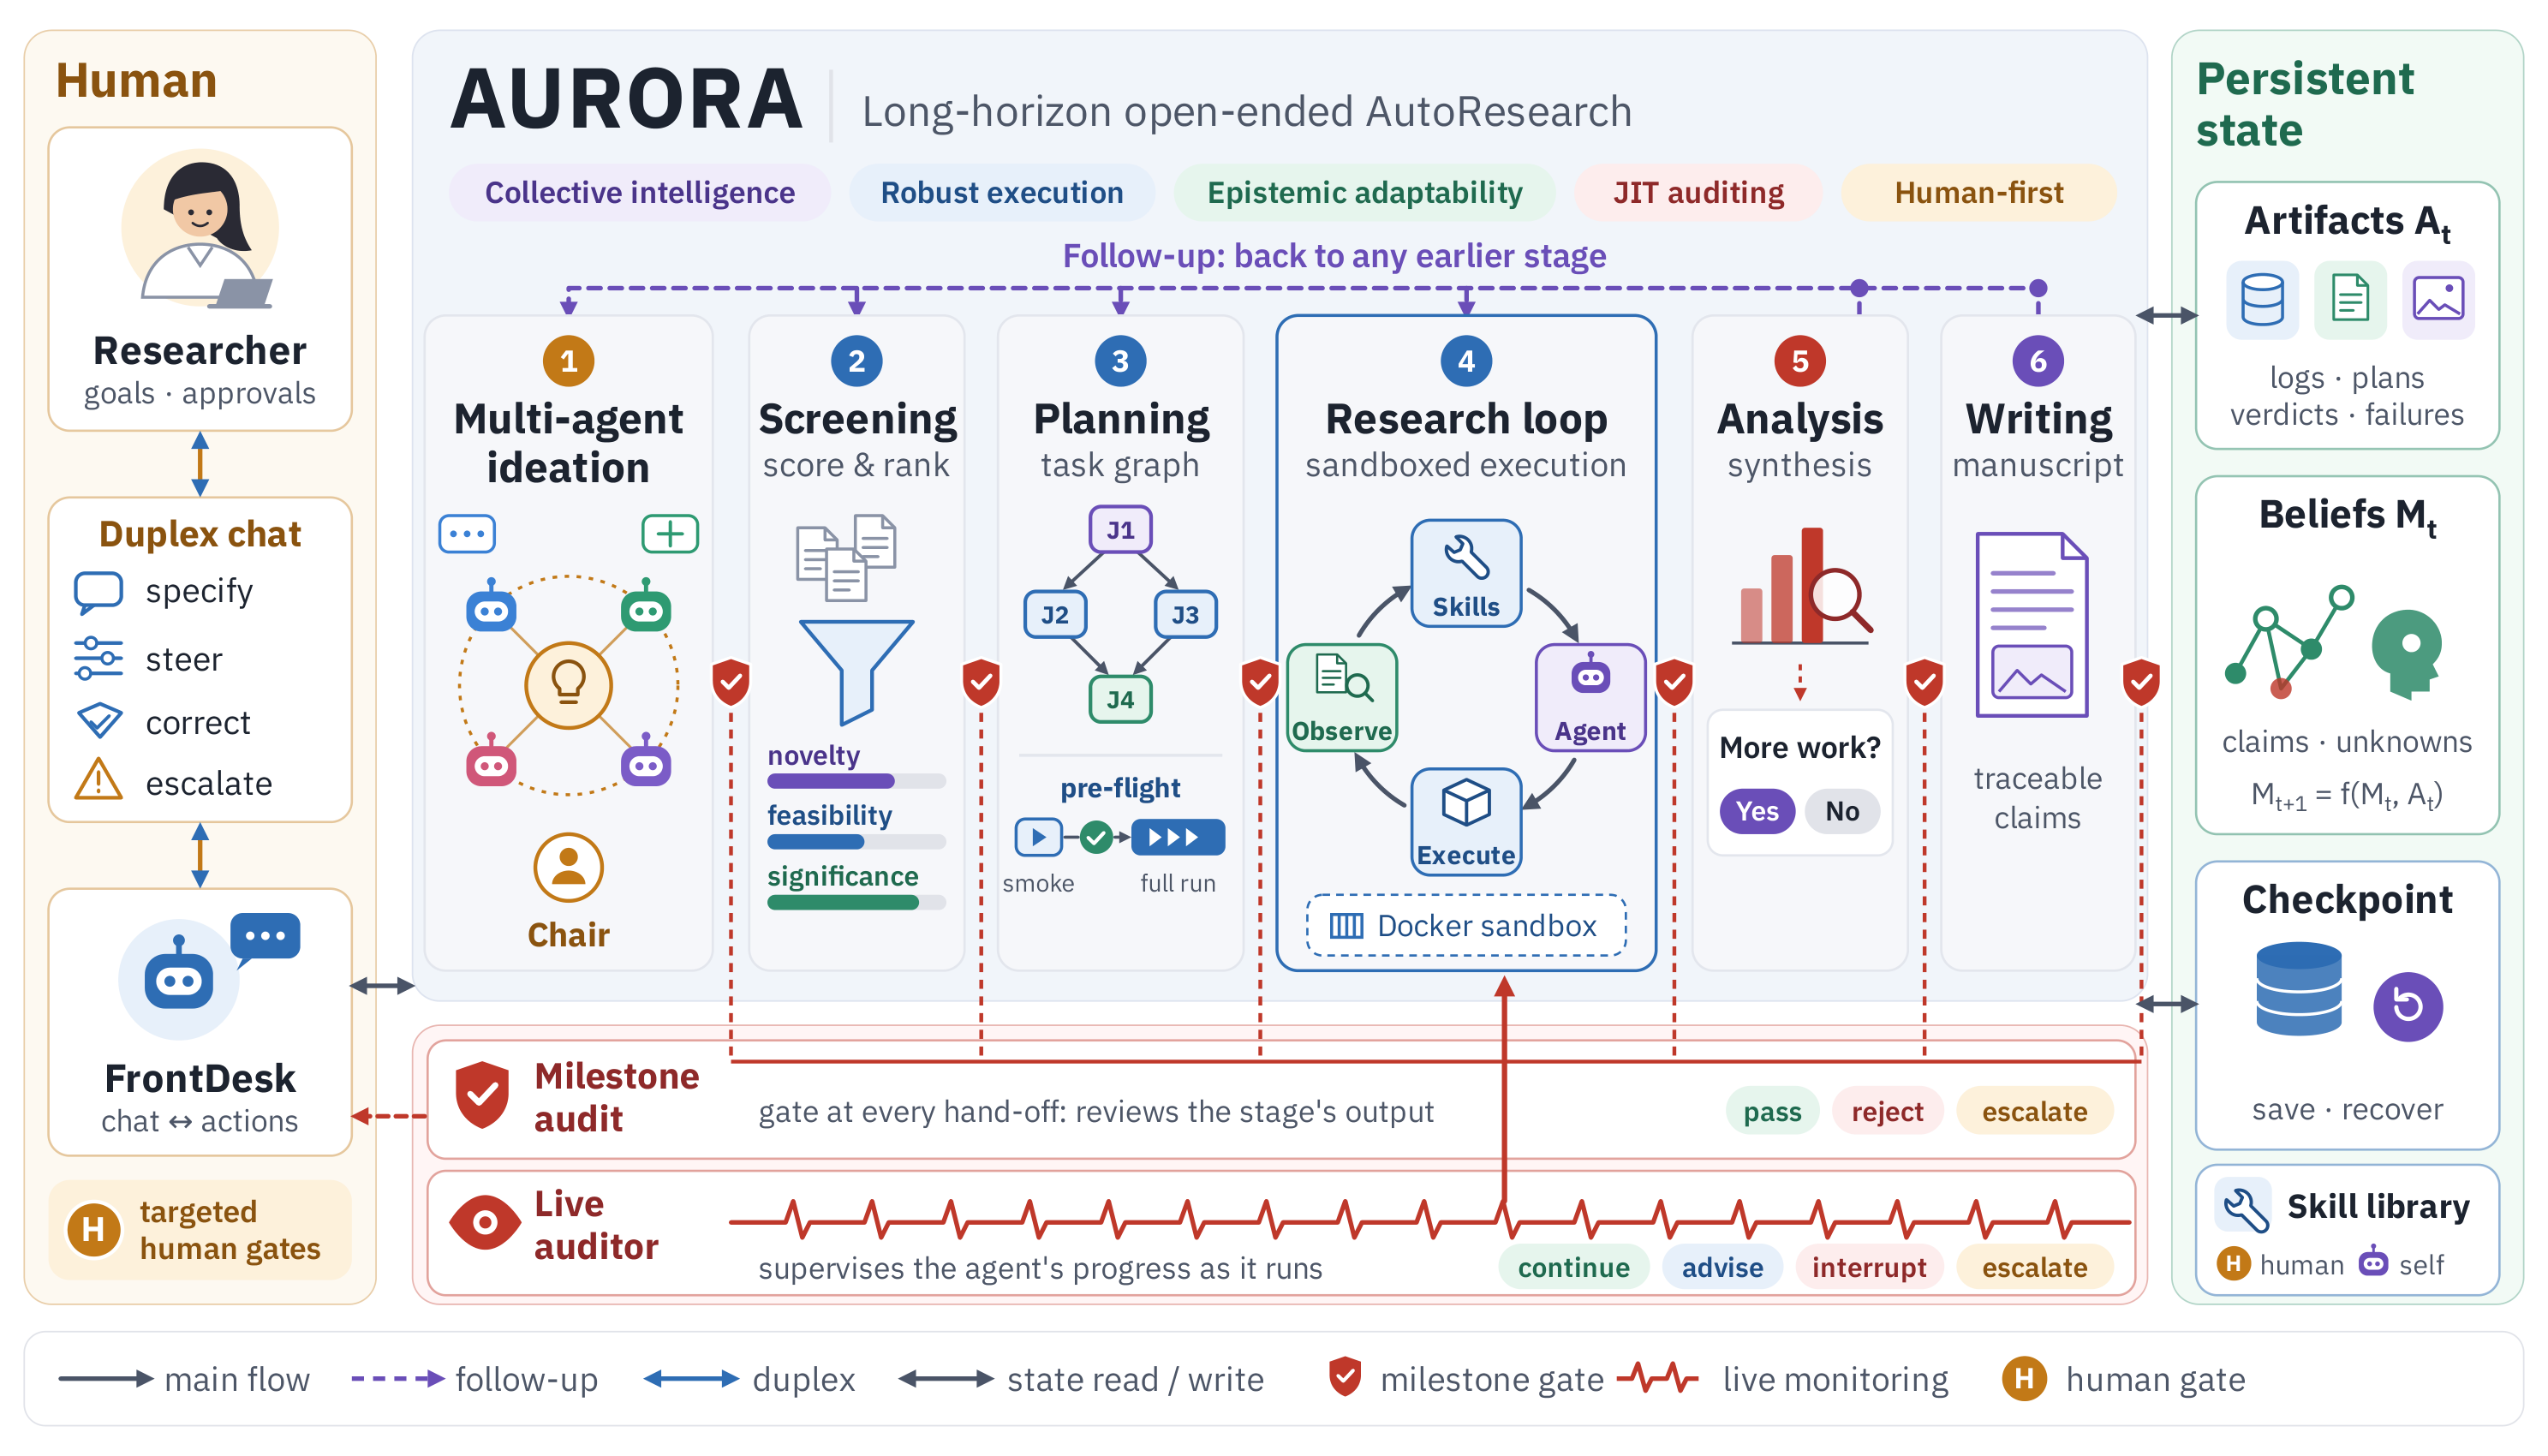 Human
Researcher
goals · approvals
Duplex chat
specify
steer
correct
escalate
FrontDesk
chat ↔ actions
H
targeted
human gates
AURORA
Long-horizon open-ended AutoResearch
Collective intelligence
Robust execution
Epistemic adaptability
JIT auditing
Human-first
Follow-up: back to any earlier stage
1
Multi-agent
ideation
Chair
2
Screening
score & rank
novelty
feasibility
significance
3
Planning
task graph
J1
J2
J3
J4
pre-flight
smoke
full run
4
Research loop
sandboxed execution
Skills
Observe
Agent
Execute
Docker sandbox
5
Analysis
synthesis
More work?
Yes
No
6
Writing
manuscript
traceable
claims
Milestone
audit
gate at every hand-off: reviews the stage's output
pass
reject
escalate
Live
auditor
supervises the agent's progress as it runs
continue
advise
interrupt
escalate
Persistent
state
Artifacts At
logs · plans
verdicts · failures
Beliefs Mt
claims · unknowns
Mt+1 = f(Mt, At)
Checkpoint
save · recover
Skill library
H human self
main flow
follow-up
duplex
state read / write
milestone gate
live monitoring
H human gate